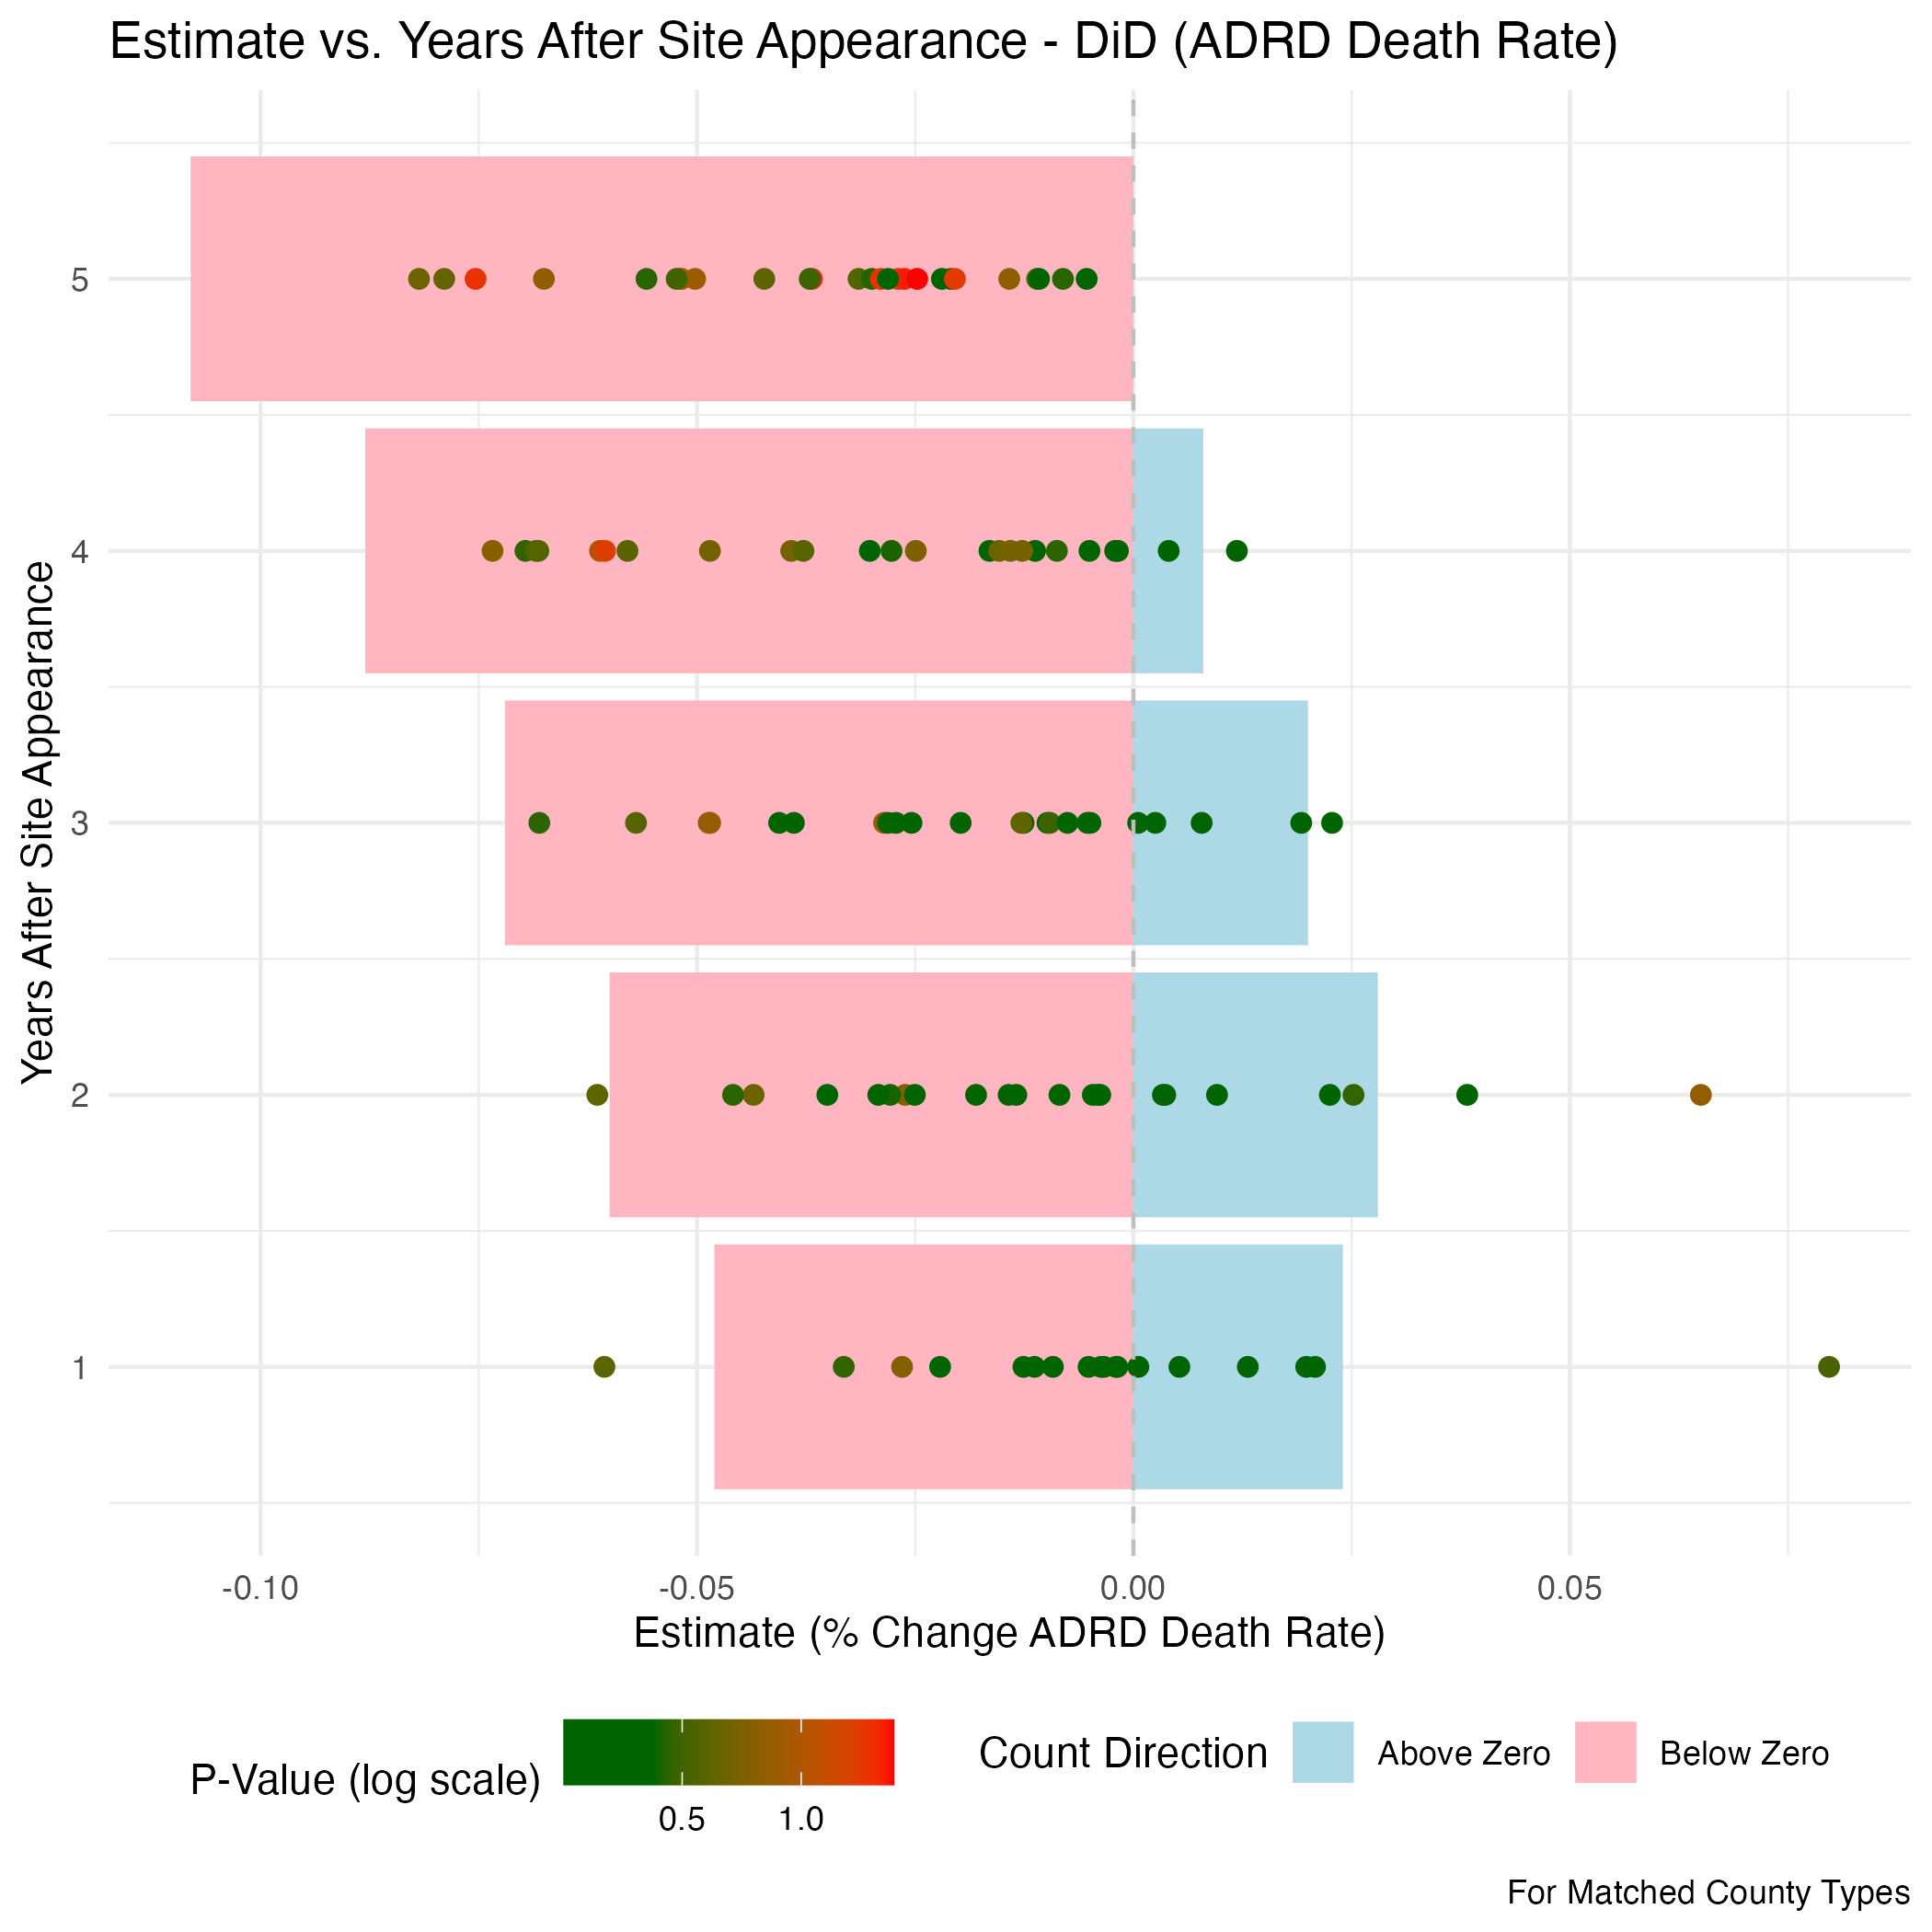 Estimate vs. Years After Site Appearance - DiD (ADRD Death Rate)
Years After Site Appearance
5
4
3
2
1
-0.10 -0.05 0.00 0.05
Estimate (% Change ADRD Death Rate)
P-Value (log scale)
0.5 1.0
Count Direction
Above Zero
Below Zero
For Matched County Types